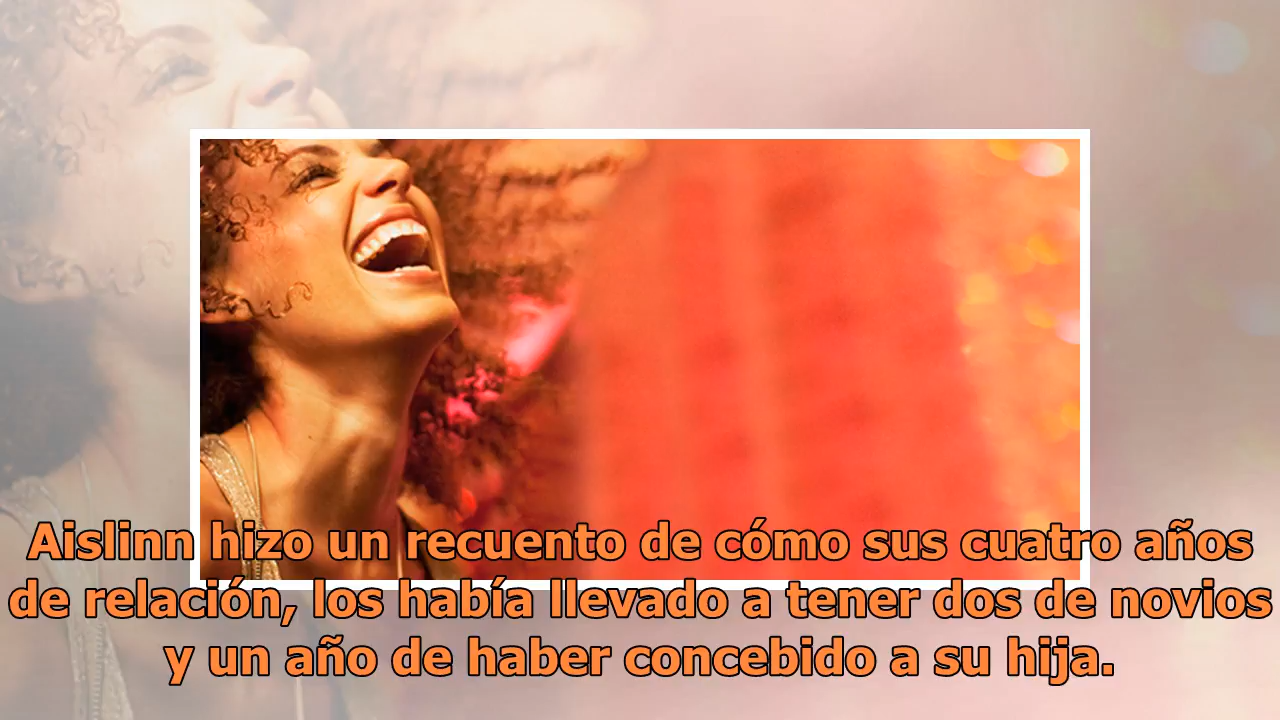 Aislinn hizo un recuento de cómo sus cuatro años
de relación, los había llevado a tener dos de novios
y un año de haber concebido a su hija.